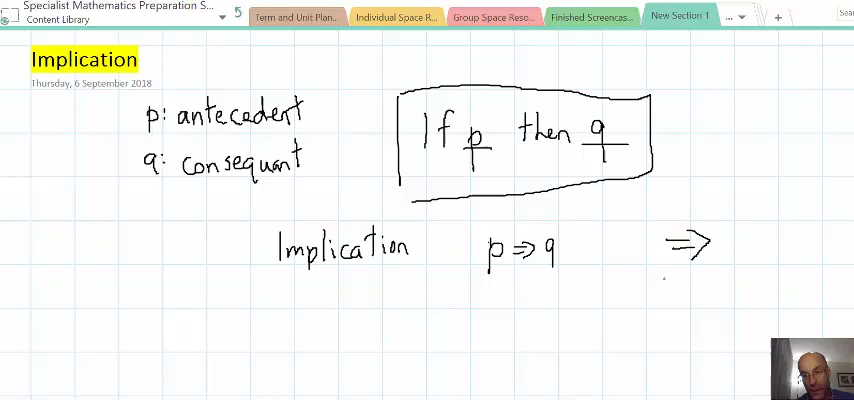 Specialist Mathematics Preparation S...
Content Library
Term and Unit Plan...
Individual Space R...
Group Space Reso...
Finished Screencas...
New Section 1
...
+
Sear
Implication
Thursday, 6 September 2018
p: antecedent
q: consequant
If p then q
Implication p ⇒ q ⇒